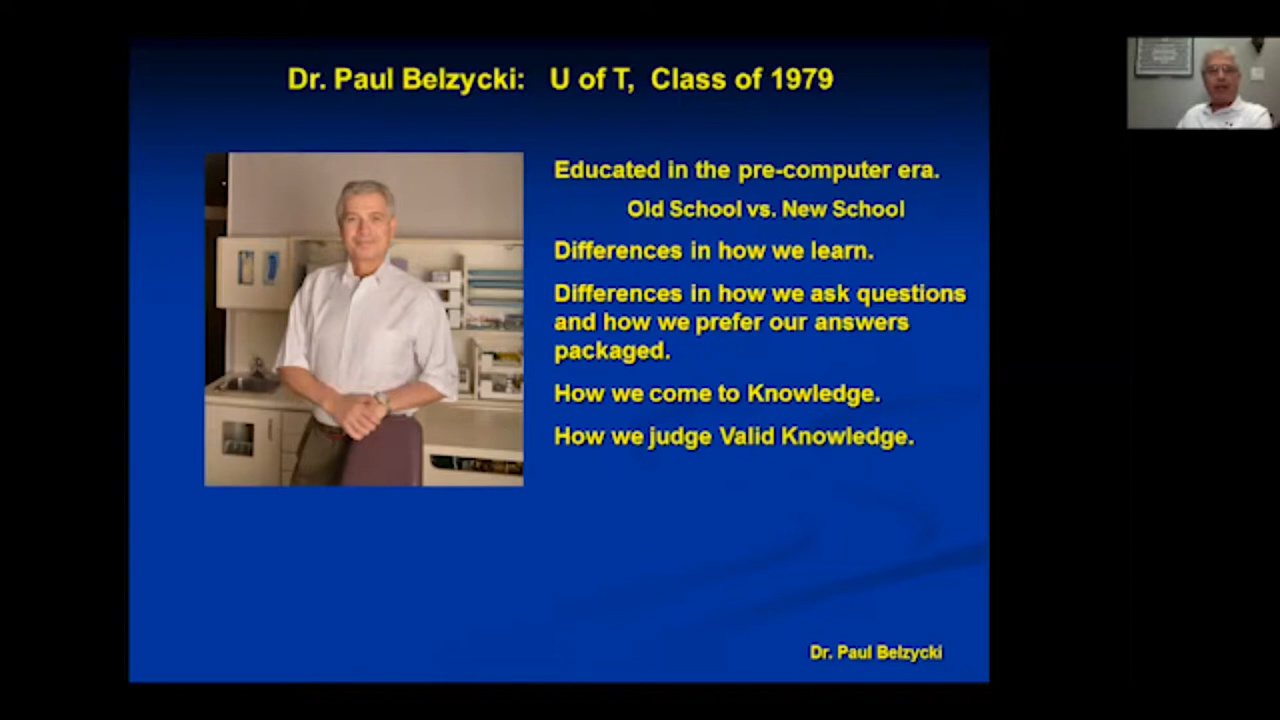 Dr. Paul Belzycki: U of T, Class of 1979
Educated in the pre-computer era.
Old School vs. New School
Differences in how we learn.
Differences in how we ask questions
and how we prefer our answers
packaged.
How we come to Knowledge.
How we judge Valid Knowledge.
Dr. Paul Belzycki